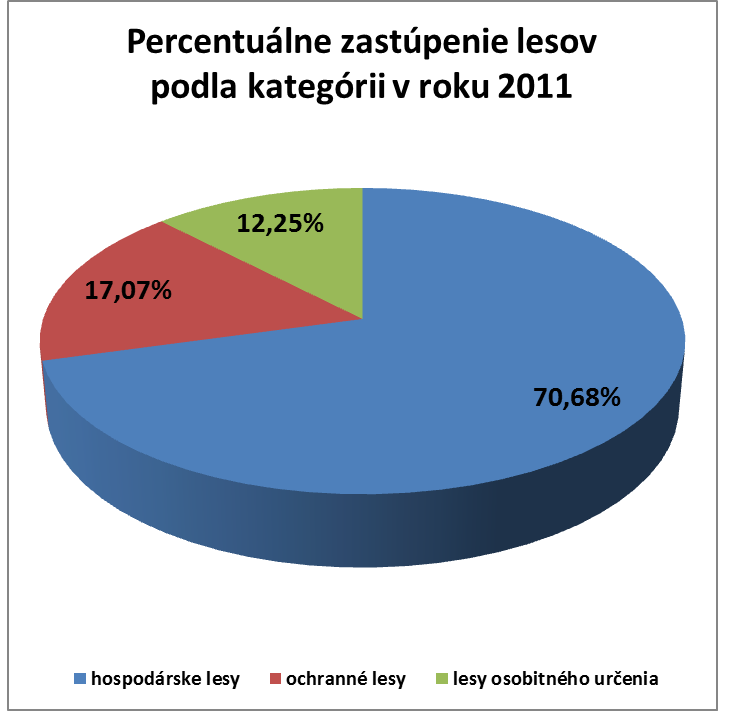 Percentuálne zastúpenie lesov
podla kategórii v roku 2011
12,25%
17,07%
70,68%
hospodárske lesy ochranné lesy lesy osobitného určenia